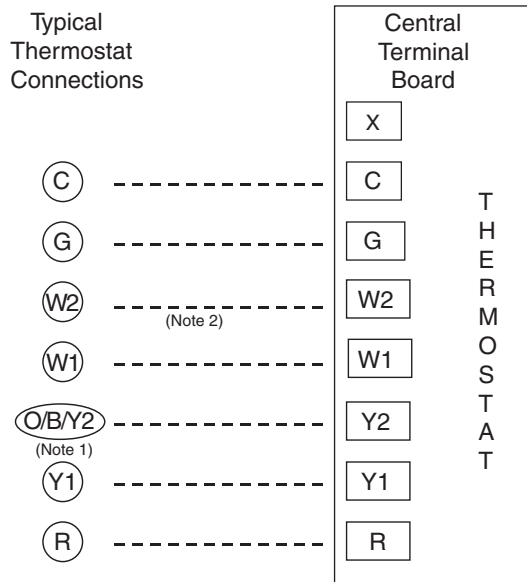 Typical
Thermostat
Connections
Central
Terminal
Board
X
C
C
G
G
W2
(Note 2)
W2
W1
W1
O/B/Y2
(Note 1)
Y2
Y1
Y1
R
R
THERMOSTAT